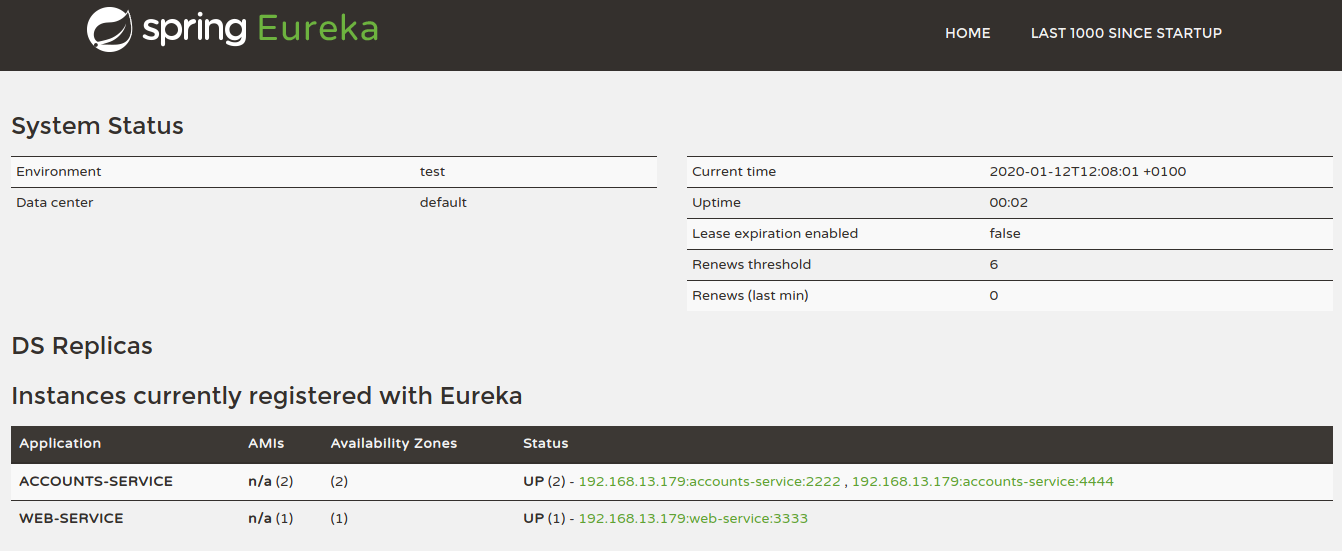 spring Eureka
HOME LAST 1000 SINCE STARTUP
System Status
Environment test
Data center default
Current time 2020-01-12T12:08:01 +0100
Uptime 00:02
Lease expiration enabled false
Renews threshold 6
Renews (last min) 0
DS Replicas
Instances currently registered with Eureka
Application AMIs Availability Zones Status
ACCOUNTS-SERVICE n/a (2) (2) UP (2) - 192.168.13.179:accounts-service:2222 , 192.168.13.179:accounts-service:4444
WEB-SERVICE n/a (1) (1) UP (1) - 192.168.13.179:web-service:3333